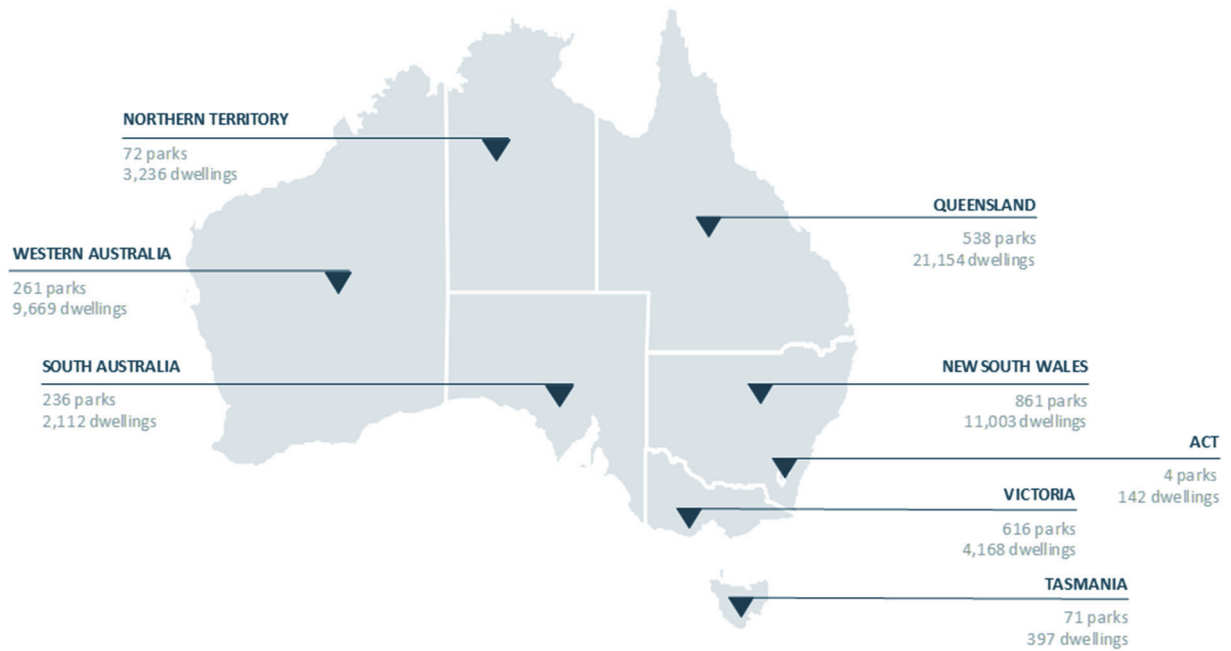 NORTHERN TERRITORY
72 parks
3,236 dwellings
WESTERN AUSTRALIA
261 parks
9,669 dwellings
SOUTH AUSTRALIA
236 parks
2,112 dwellings
QUEENSLAND
538 parks
21,154 dwellings
NEW SOUTH WALES
861 parks
11,003 dwellings
ACT
4 parks
142 dwellings
VICTORIA
616 parks
4,168 dwellings
TASMANIA
71 parks
397 dwellings